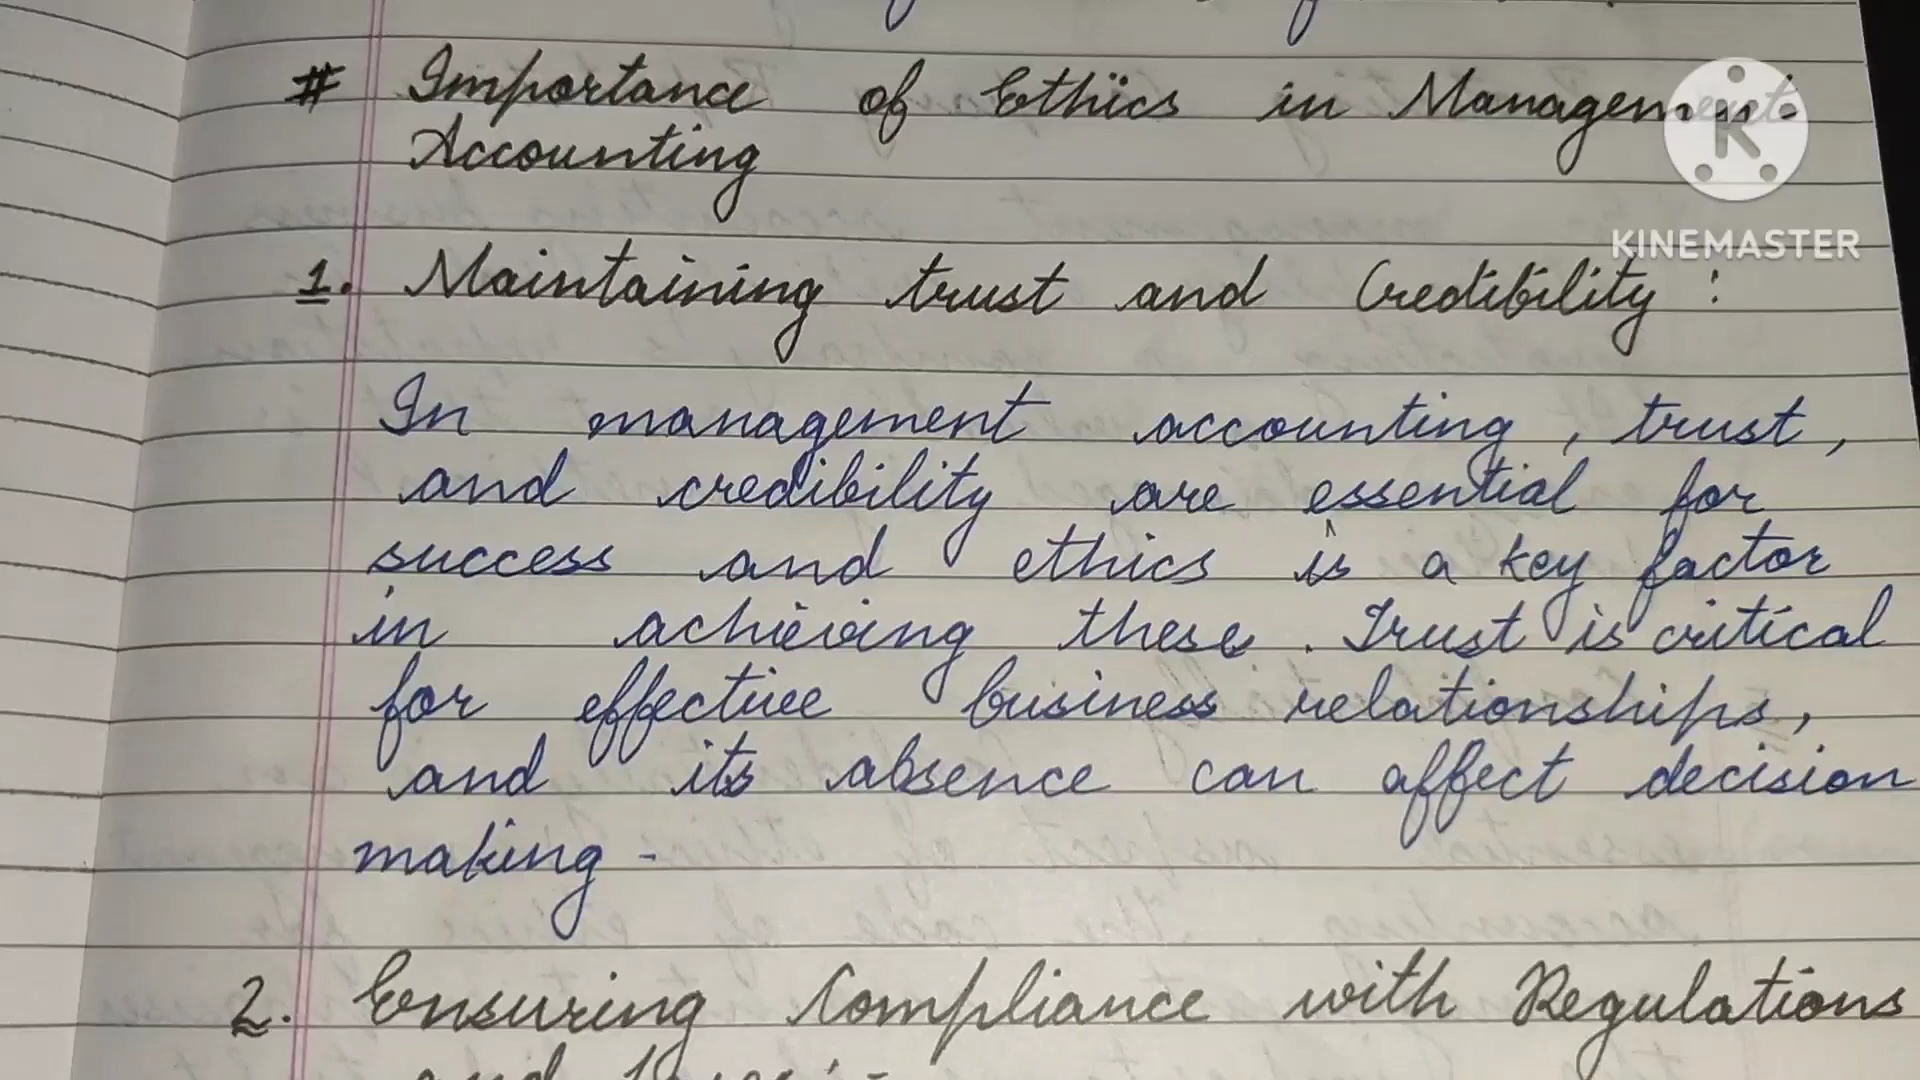 # Importance of Ethics in Management
Accounting
1. Maintaining trust and Credibility :
In management accounting, trust,
and credibility are essential for
success and ethics is a key factor
in achieving these. Trust is critical
for effective business relationships,
and its absence can affect decision
making -
2. Ensuring Compliance with Regulations
and
KINEMASTER